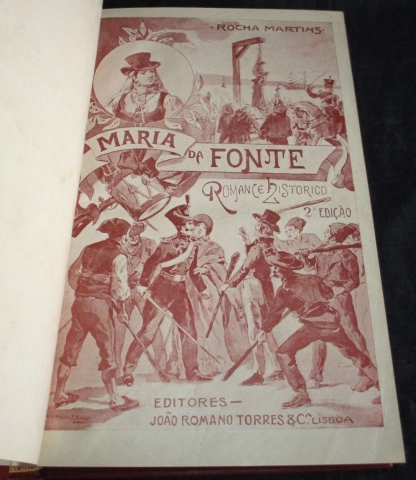 · ROCHA MARTINS ·
MARIA
DA FONTE
ROMANCE HISTORICO
2ª EDIÇÃO
EDITORES —
JOÃO ROMANO TORRES & Cª LISBOA